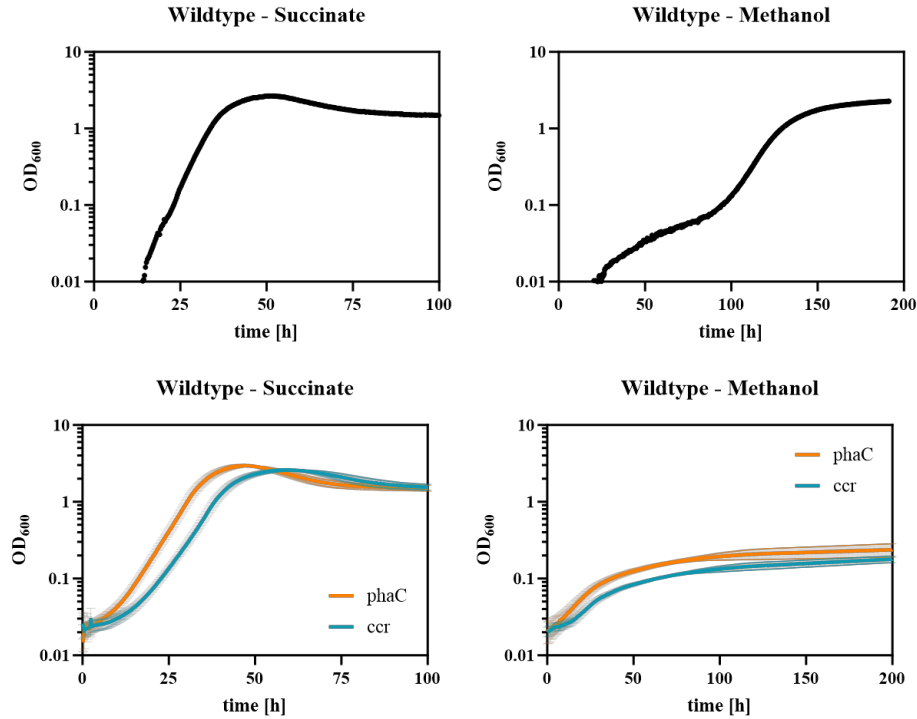 Wildtype - Succinate
OD600
10
1
0.1
0.01
0
25
50
75
100
time [h]
Wildtype - Methanol
OD600
10
1
0.1
0.01
0
50
100
150
200
time [h]
Wildtype - Succinate
OD600
10
1
0.1
0.01
phaC
ccr
0
25
50
75
100
time [h]
Wildtype - Methanol
OD600
10
1
0.1
0.01
phaC
ccr
0
50
100
150
200
time [h]